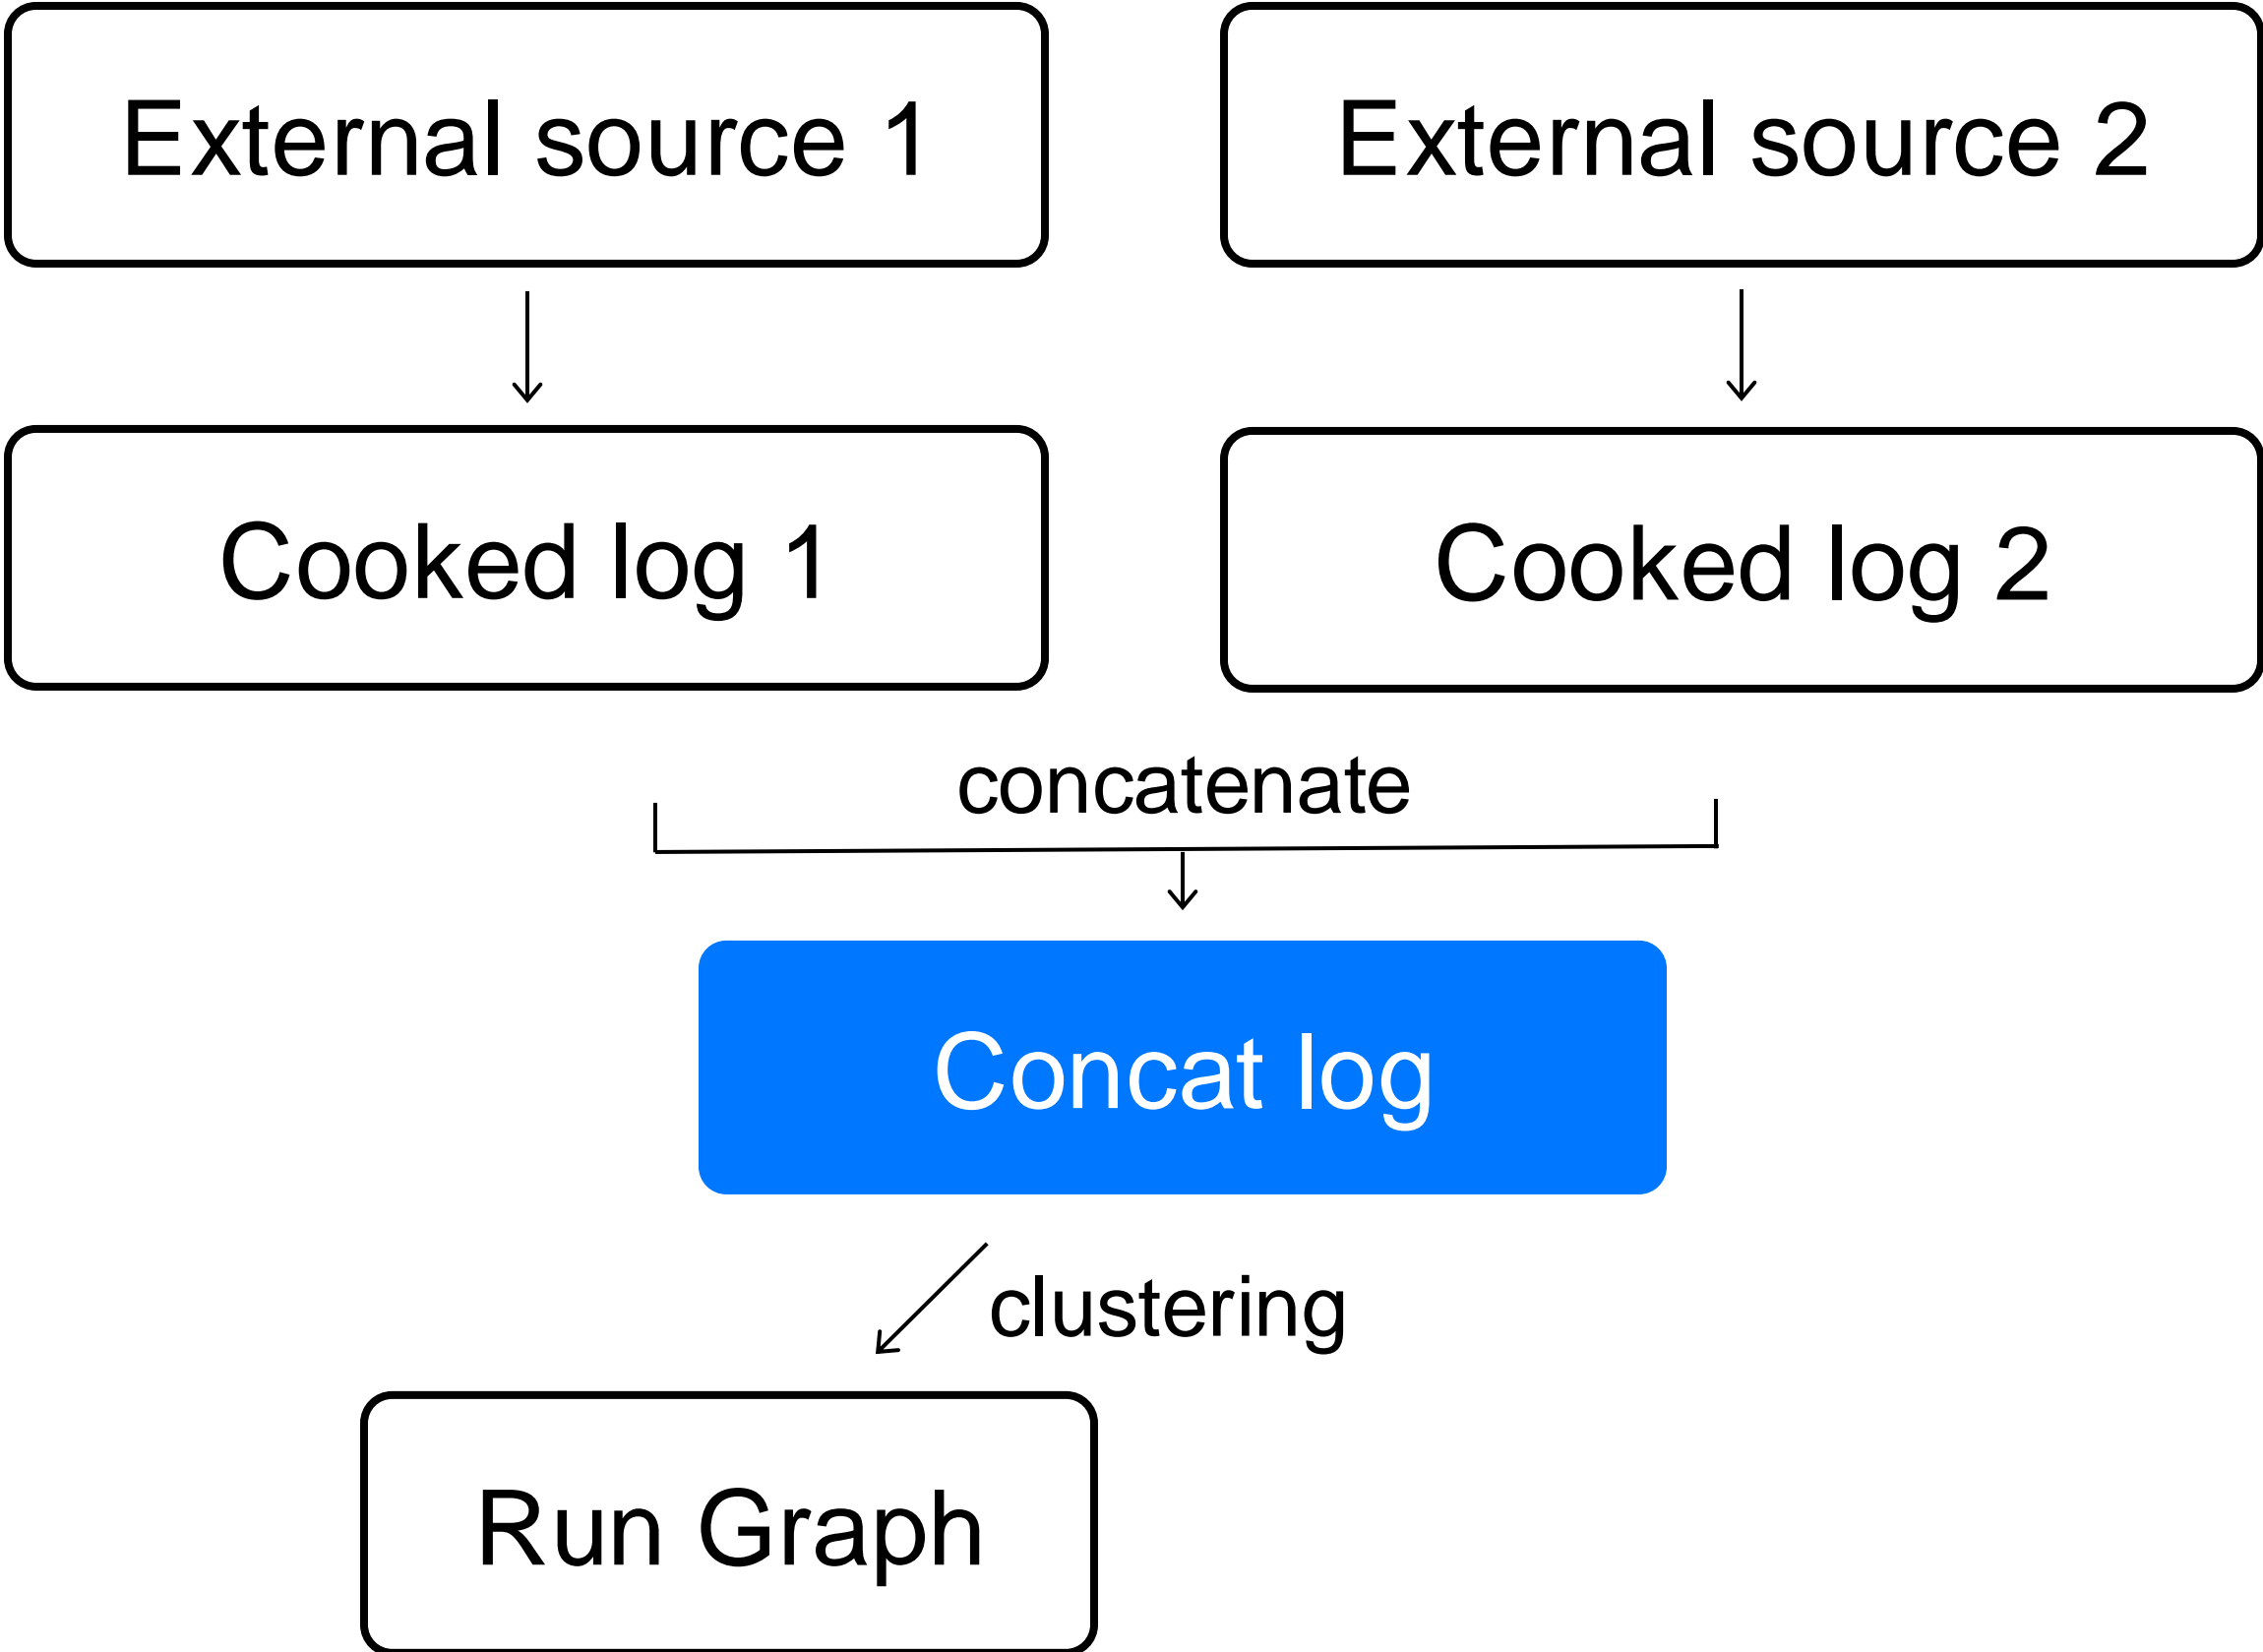 External source 1
External source 2
Cooked log 1
Cooked log 2
concatenate
Concat log
clustering
Run Graph